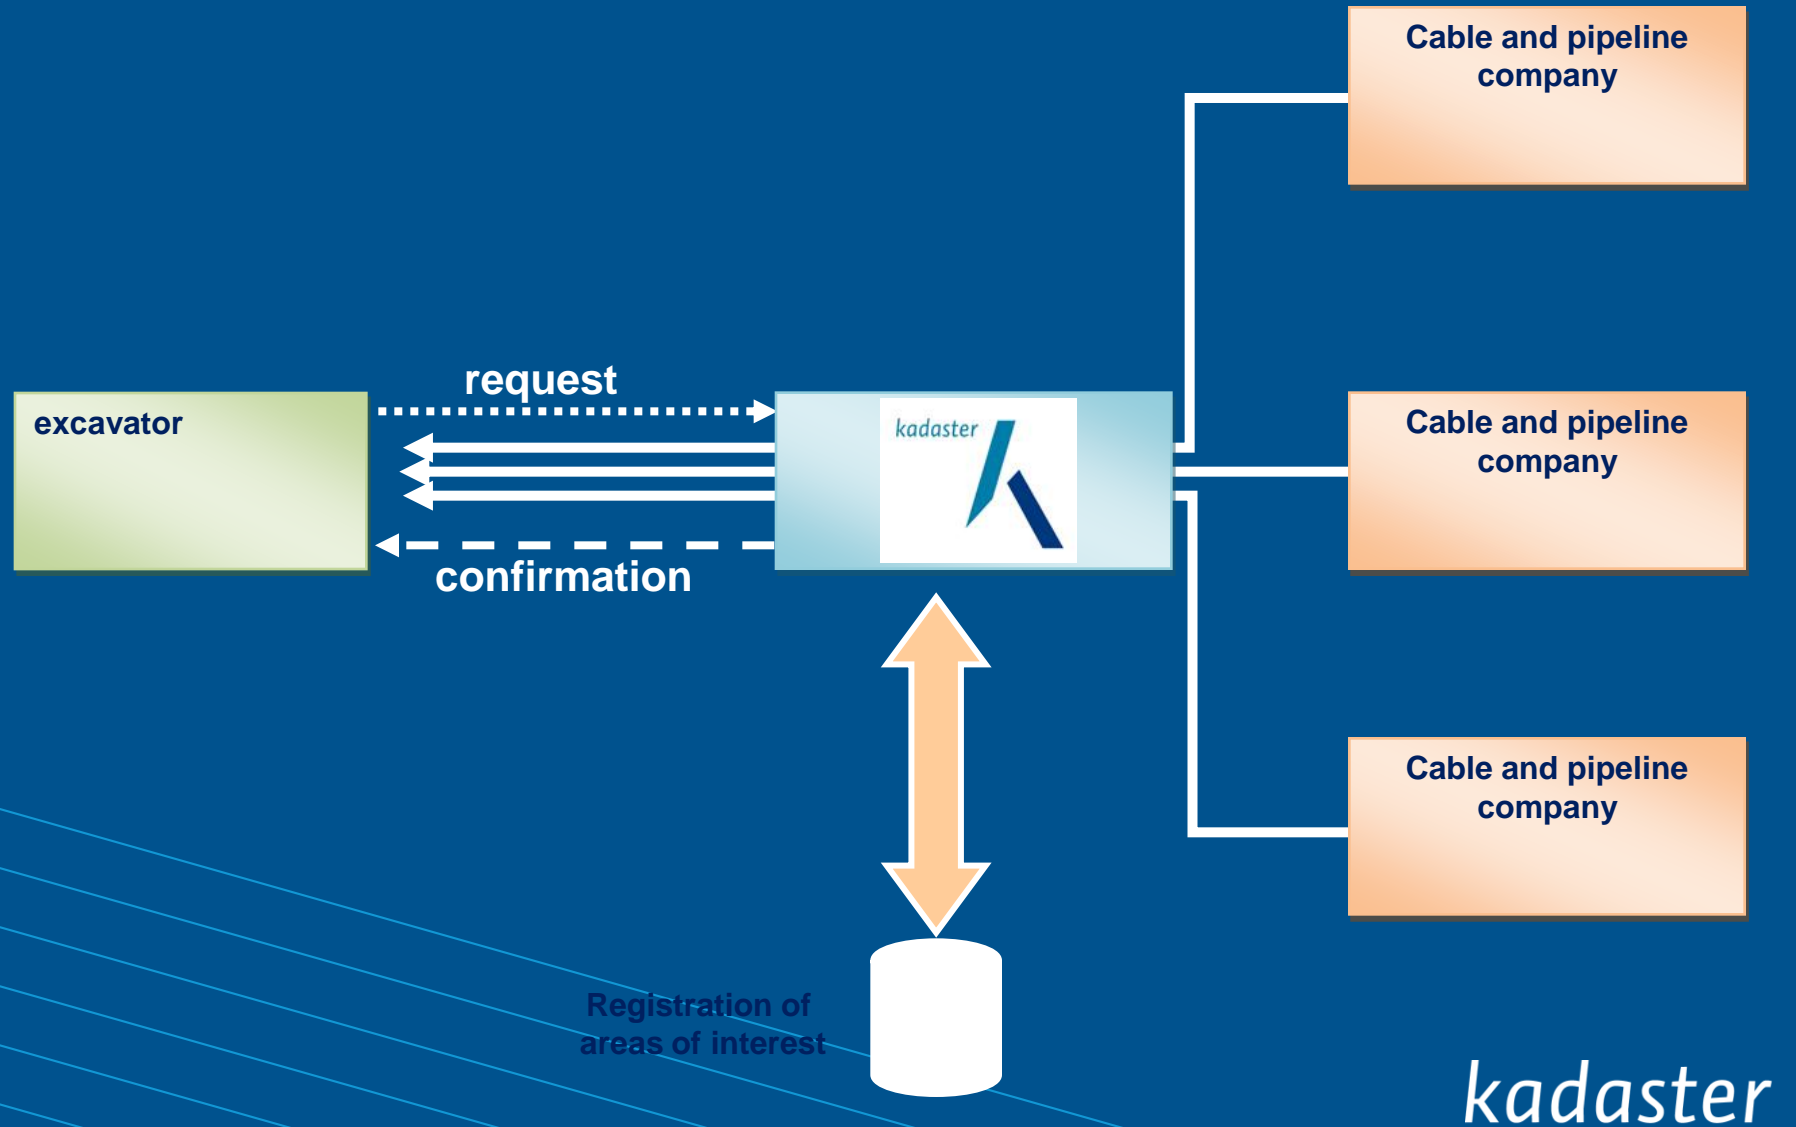 Cable and pipeline
company
request
excavator
kadaster
Cable and pipeline
company
confirmation
Cable and pipeline
company
Registration of
areas of interest
kadaster